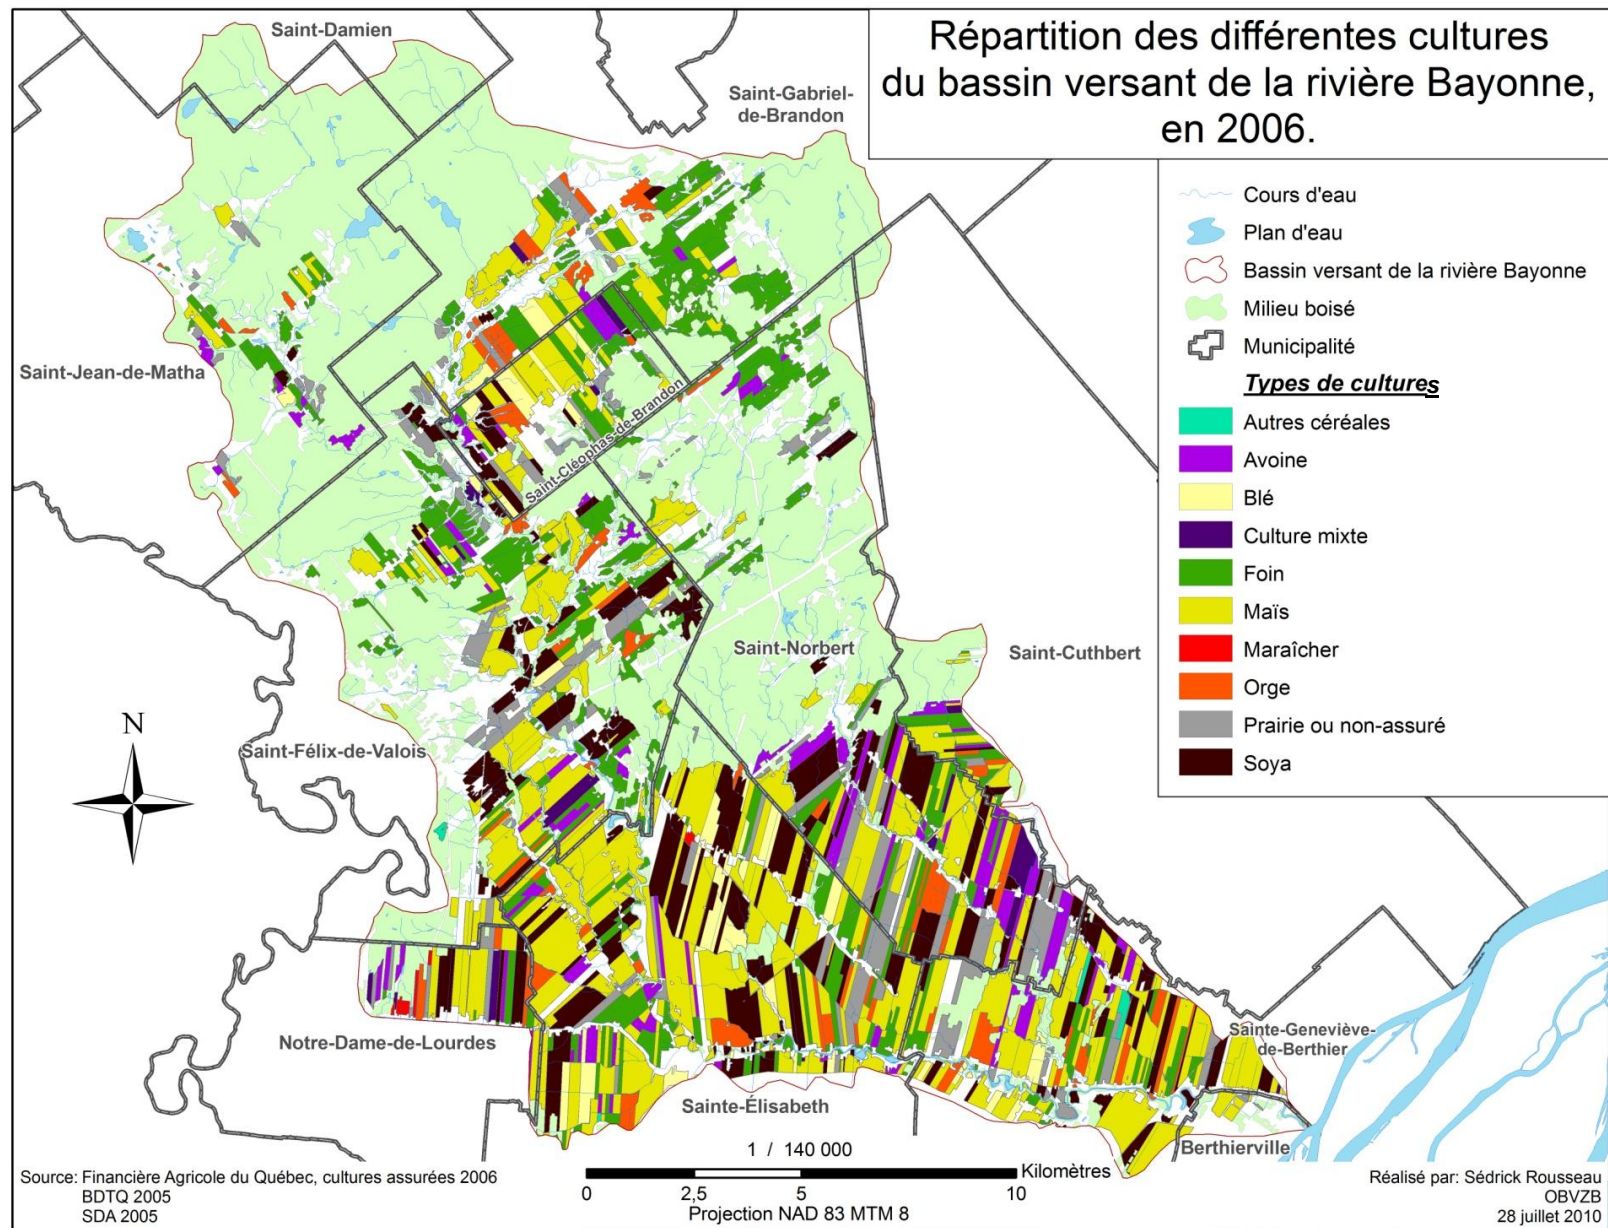 Répartition des différentes cultures
du bassin versant de la rivière Bayonne,
en 2006.
Saint-Damien
Saint-Gabriel-
de-Brandon
Cours d'eau
Plan d'eau
Bassin versant de la rivière Bayonne
Milieu boisé
Municipalité
Types de cultures
Autres céréales
Avoine
Blé
Culture mixte
Foin
Maïs
Maraîcher
Orge
Prairie ou non-assuré
Soya
Saint-Jean-de-Matha
Saint-Cléophas-de-Brandon
Saint-Norbert
Saint-Cuthbert
N
Saint-Félix-de-Valois
Notre-Dame-de-Lourdes
Sainte-Geneviève-
de-Berthier
Sainte-Élisabeth
Berthierville
1 / 140 000
Kilomètres
0 2,5 5 10
Projection NAD 83 MTM 8
Source: Financière Agricole du Québec, cultures assurées 2006
BDTQ 2005
SDA 2005
Réalisé par: Sédrick Rousseau
OBVZB
28 juillet 2010